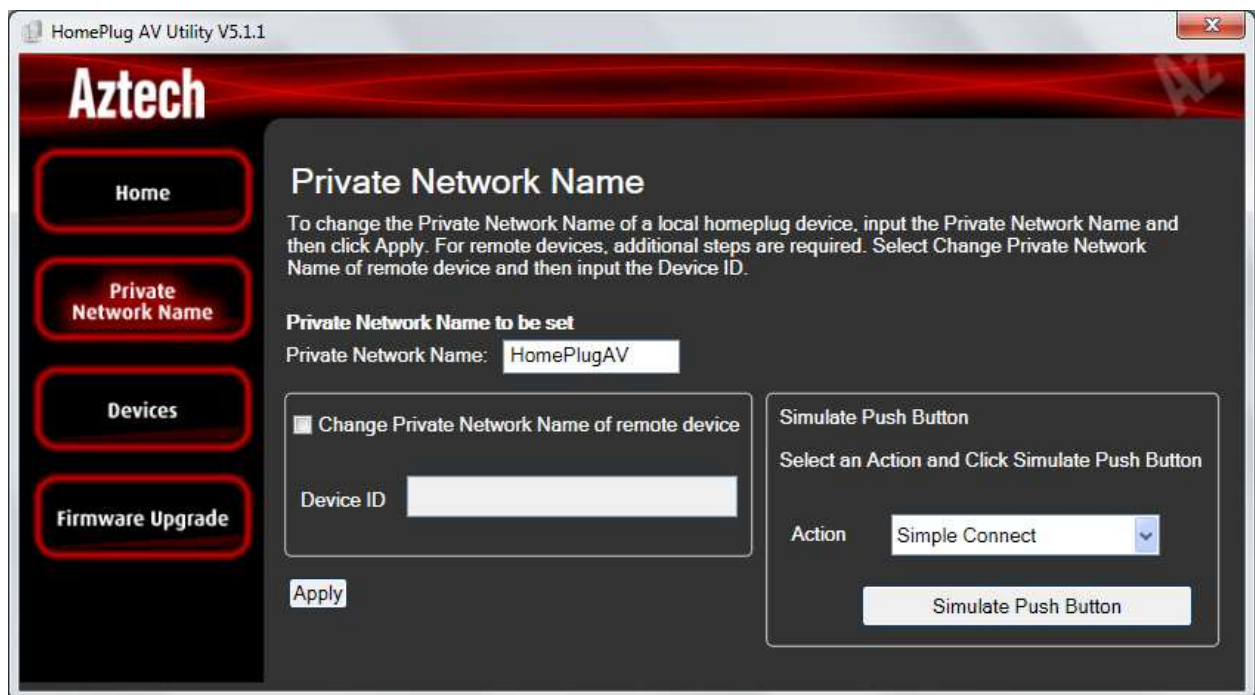 HomePlug AV Utility V5.1.1
Aztech
Az
Home
Private
Network Name
Devices
Firmware Upgrade
Private Network Name
To change the Private Network Name of a local homeplug device, input the Private Network Name and
then click Apply. For remote devices, additional steps are required. Select Change Private Network
Name of remote device and then input the Device ID.
Private Network Name to be set
Private Network Name: HomePlugAV
Change Private Network Name of remote device
Device ID
Apply
Simulate Push Button
Select an Action and Click Simulate Push Button
Action Simple Connect
Simulate Push Button